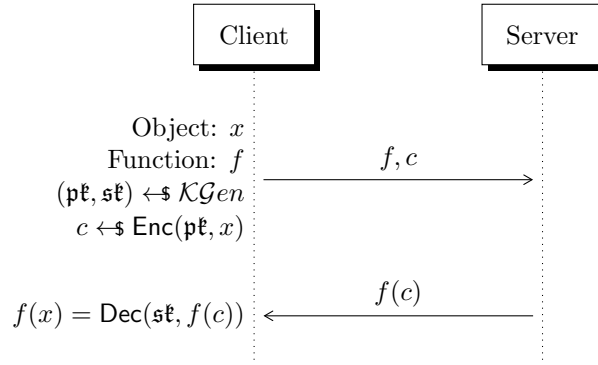 Client
Server
Object: x
Function: f
(𝔭𝔨, 𝔰𝔨) ←$ 𝒦𝒢en
c ←$ Enc(𝔭𝔨, x)
f, c
f(c)
f(x) = Dec(𝔰𝔨, f(c))